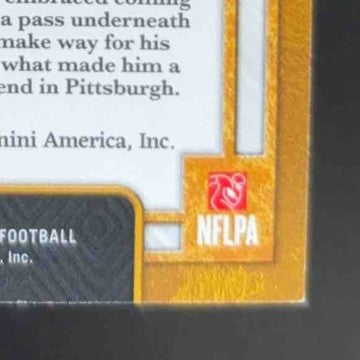 a pass underneath
make way for his
what made him a
end in Pittsburgh.
nini America, Inc.
FOOTBALL
, Inc.
NFLPA